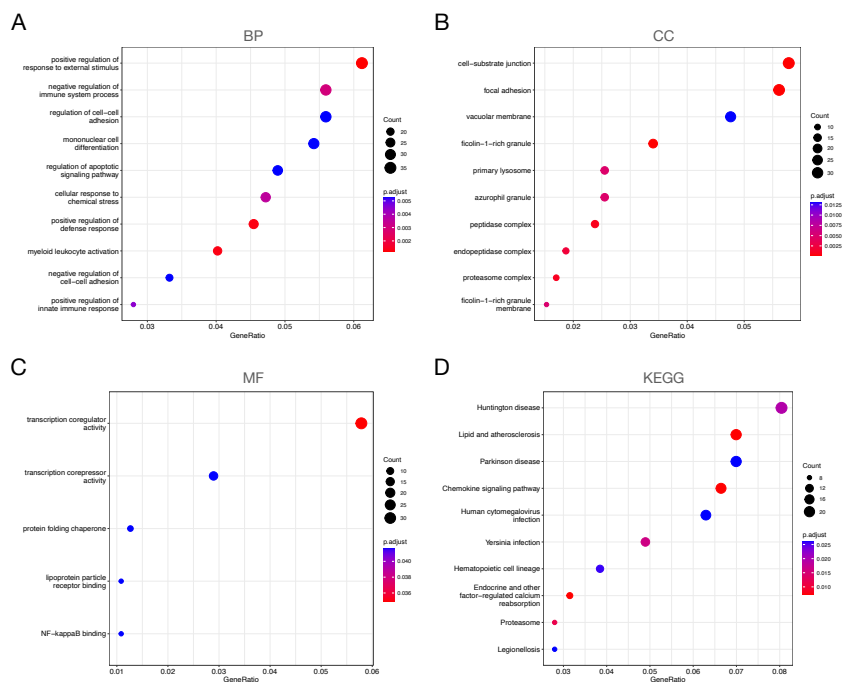 A
BP
positive regulation of
response to external stimulus
negative regulation of
immune system process
regulation of cell-cell
adhesion
mononuclear cell
differentiation
regulation of apoptotic
signaling pathway
cellular response to
chemical stress
positive regulation of
defense response
myeloid leukocyte activation
negative regulation of
cell-cell adhesion
positive regulation of
innate immune response
0.03 0.04 0.05 0.06
GeneRatio
Count
20
25
30
35
p.adjust
0.005
0.004
0.003
0.002
B
CC
cell-substrate junction
focal adhesion
vacuolar membrane
ficolin-1-rich granule
primary lysosome
azurophil granule
peptidase complex
endopeptidase complex
proteasome complex
ficolin-1-rich granule
membrane
0.02 0.03 0.04 0.05
GeneRatio
Count
10
15
20
25
30
p.adjust
0.0125
0.0100
0.0075
0.0050
0.0025
C
MF
transcription coregulator
activity
transcription corepressor
activity
protein folding chaperone
lipoprotein particle
receptor binding
NF-kappaB binding
0.01 0.02 0.03 0.04 0.05 0.06
GeneRatio
Count
10
15
20
25
30
p.adjust
0.040
0.036
D
KEGG
Huntington disease
Lipid and atherosclerosis
Parkinson disease
Chemokine signaling pathway
Human cytomegalovirus
infection
Yersinia infection
Hematopoietic cell lineage
Endocrine and other
factor-regulated calcium
reabsorption
Proteasome
Legionellosis
0.03 0.04 0.05 0.06 0.07 0.08
GeneRatio
Count
8
12
16
20
p.adjust
0.025
0.020
0.015
0.010